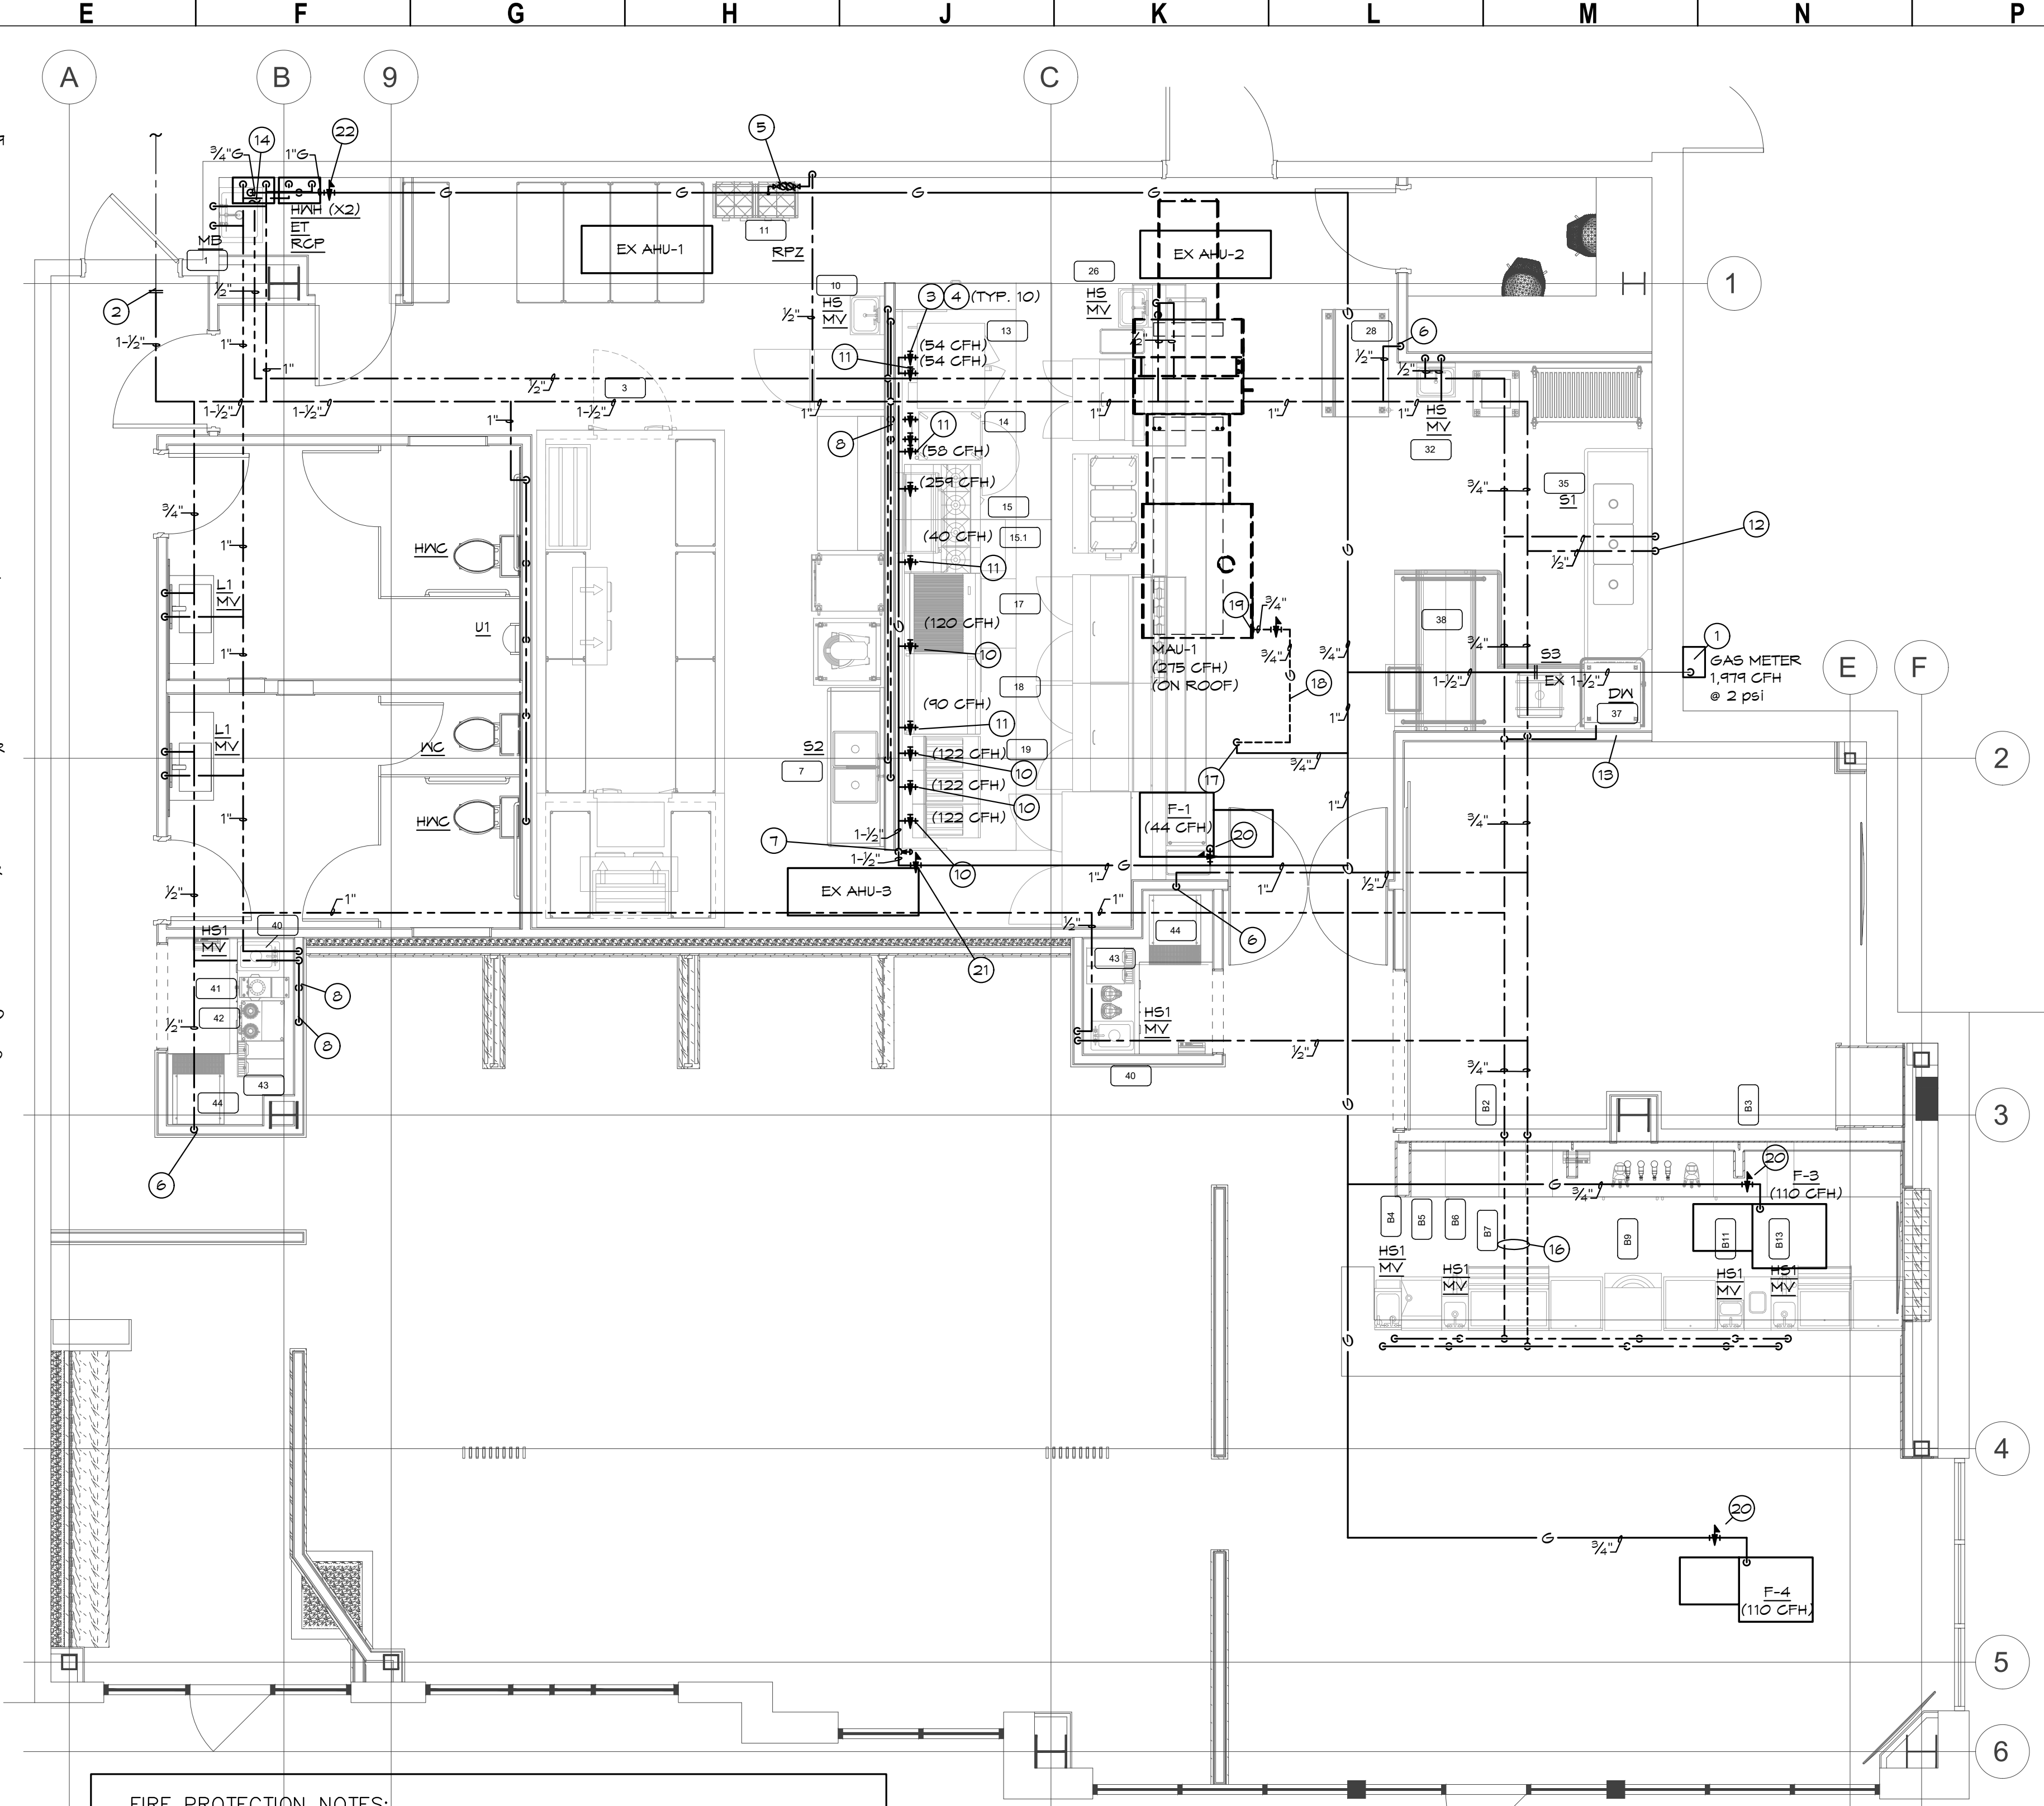 E F G H J K L M N P
A B 9 C
14 22 5
3/4"G 1"G
G G G G
HWH (X2)
ET
RCP
MB
1
EX AHU-1
11
RPZ
EX AHU-2
26
HS
MV
10
HS
MV
3 4 (TYP. 10)
13
1
2
1-1/2"
1/2"
1"
1"
1/2"
1/2"
(54 CFH)
(54 CFH)
11
28
6
1/2"
1/2"
1/2"
3
1-1/2" 1-1/2" 1-1/2" 1" 1" 1" 1"
1"
8
14
11
(58 CFH)
HS
MV
32
3/4"
(259 CFH)
15
3/4"
35
S1
12
1/2"
1"
HWC
(40 CFH)
15.1
11
G
C
L1
MV
U1
17
(120 CFH)
G
10
19
3/4"
38
1"
3/4"
3/4"
3/4"
S3
MAU-1
(275 CFH)
(ON ROOF)
G
18
1
GAS METER
1,979 CFH
@ 2 psi
E F
1-1/2"
EX 1-1/2"
DW
37
18
(90 CFH)
11
1"
L1
MV
WC
S2
7
19
(122 CFH)
10
17
3/4"
13
2
(122 CFH)
10
1"
1"
HWC
(122 CFH)
F-1
(44 CFH)
20
3/4"
1-1/2"
7
1-1/2"
10
G
1"
1"
1/2"
EX AHU-3
1/2"
1"
1"
1/2"
40
HS1
MV
44
6
21
43
41
8
42
1/2"
8
HS1
MV
1/2"
43
40
3/4"
44
G
B2
B3
3
6
20
F-3
(110 CFH)
G
3/4"
B4
B5
B6
B7
16
B9
B11
B13
HS1
MV
HS1
MV
HS1
MV
HS1
MV
G
4
20
G
3/4"
F-4
(110 CFH)
5
6
FIRE PROTECTION NOTES: